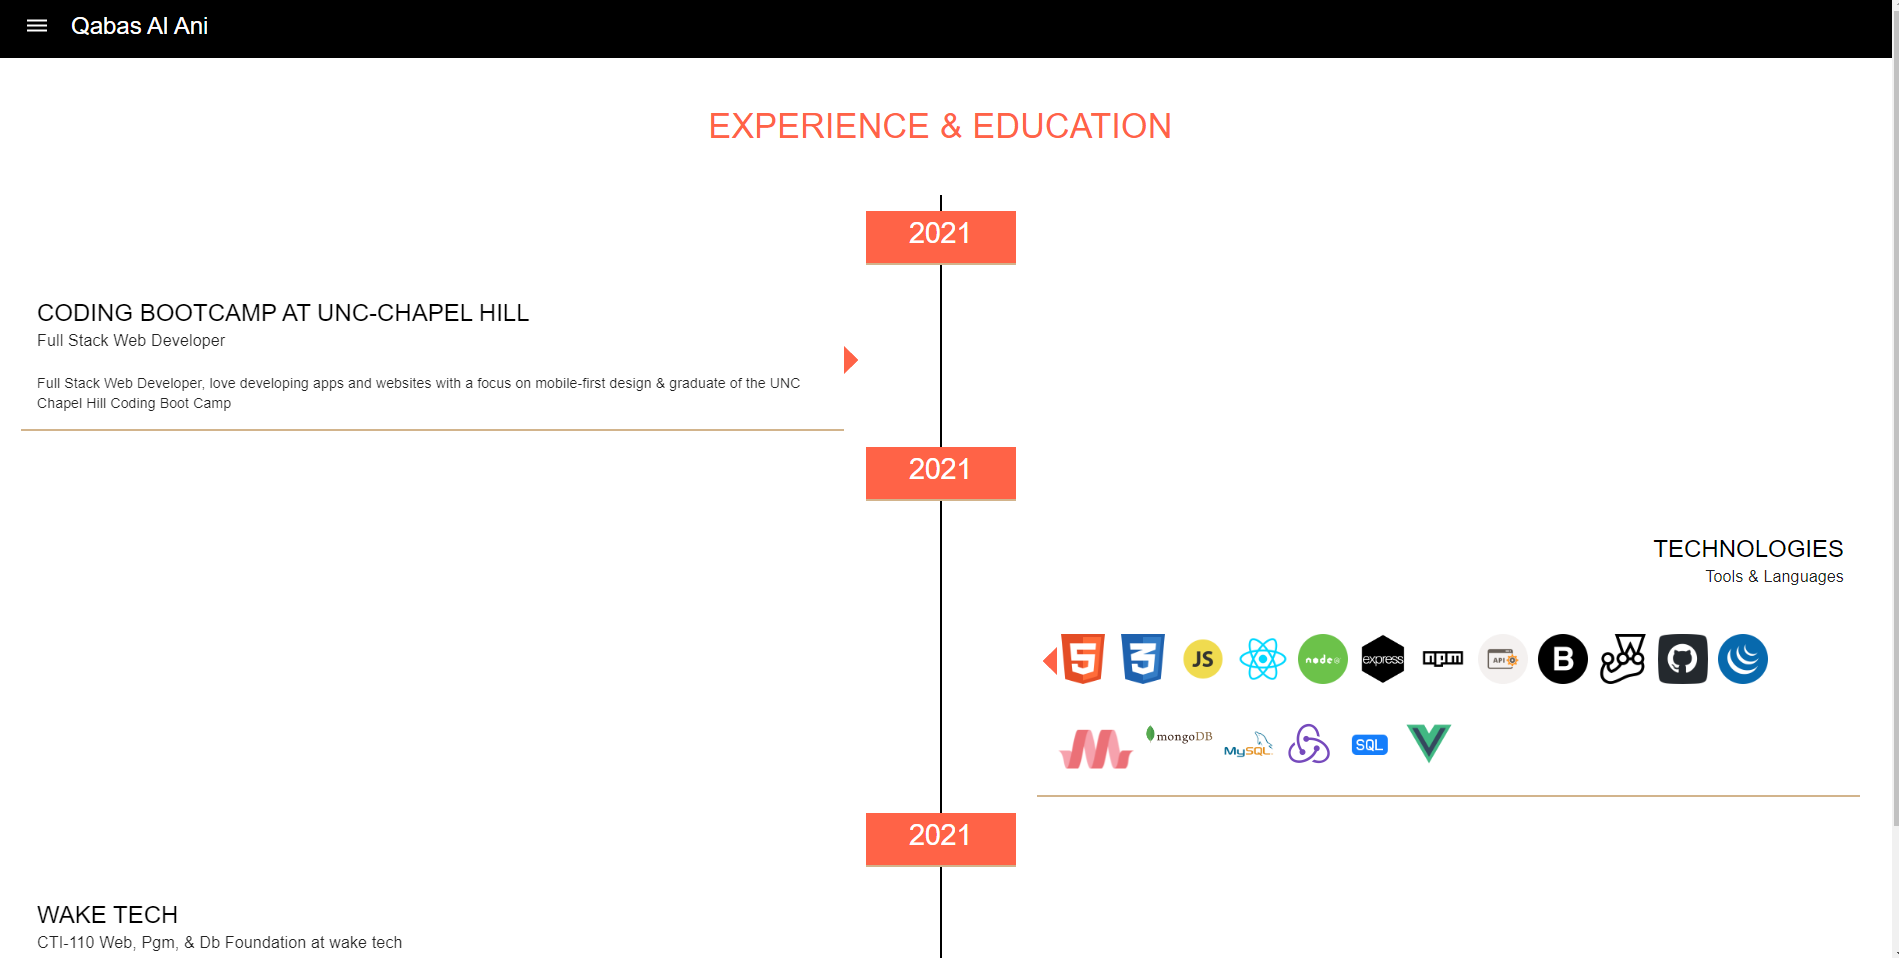 Qabas Al Ani
EXPERIENCE & EDUCATION
2021
CODING BOOTCAMP AT UNC-CHAPEL HILL
Full Stack Web Developer
Full Stack Web Developer, love developing apps and websites with a focus on mobile-first design & graduate of the UNC
Chapel Hill Coding Boot Camp
2021
TECHNOLOGIES
Tools & Languages
5 3 JS node express npm API B
mongoDB MySQL SQL
2021
WAKE TECH
CTI-110 Web, Pgm, & Db Foundation at wake tech